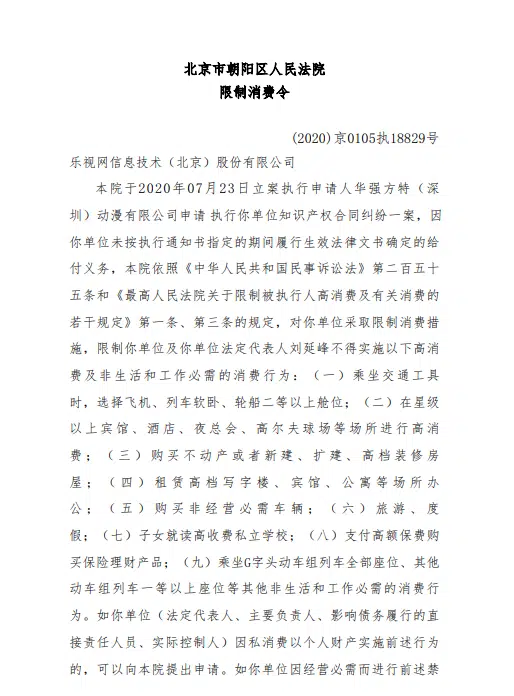 北京市朝阳区人民法院
限制消费令
(2020)京0105执18829号
乐视网信息技术（北京）股份有限公司
本院于2020年07月23日立案执行申请人华强方特（深
圳）动漫有限公司申请 执行你单位知识产权合同纠纷一案，因
你单位未按执行通知书指定的期间履行生效法律文书确定的给
付义务，本院依照《中华人民共和国民事诉讼法》第二百五十
五条和《最高人民法院关于限制被执行人高消费及有关消费的
若干规定》第一条、第三条的规定，对你单位采取限制消费措
施，限制你单位及你单位法定代表人刘延峰不得实施以下高消
费及非生活和工作必需的消费行为：（一）乘坐交通工具
时，选择飞机、列车软卧、轮船二等以上舱位；（二）在星级
以上宾馆、酒店、夜总会、高尔夫球场等场所进行高消
费；（三）购买不动产或者新建、扩建、高档装修房
屋；（四）租赁高档写字楼、宾馆、公寓等场所办
公；（五）购买非经营必需车辆；（六）旅游、度
假；（七）子女就读高收费私立学校；（八）支付高额保费购
买保险理财产品；（九）乘坐G字头动车组列车全部座位、其他
动车组列车一等以上座位等其他非生活和工作必需的消费行
为。如你单位（法定代表人、主要负责人、影响债务履行的直
接责任人员、实际控制人）因私消费以个人财产实施前述行为
的，可以向本院提出申请。如你单位因经营必需而进行前述禁